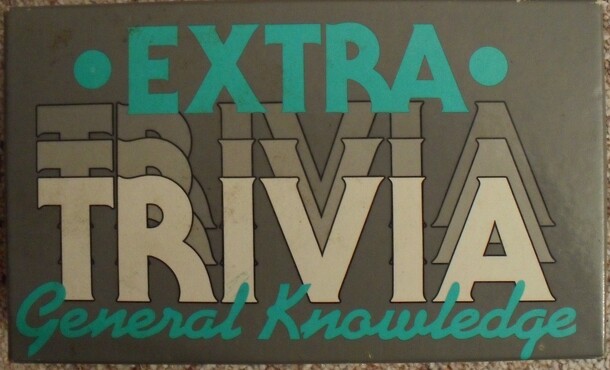 • EXTRA •
TRIVIA
General Knowledge